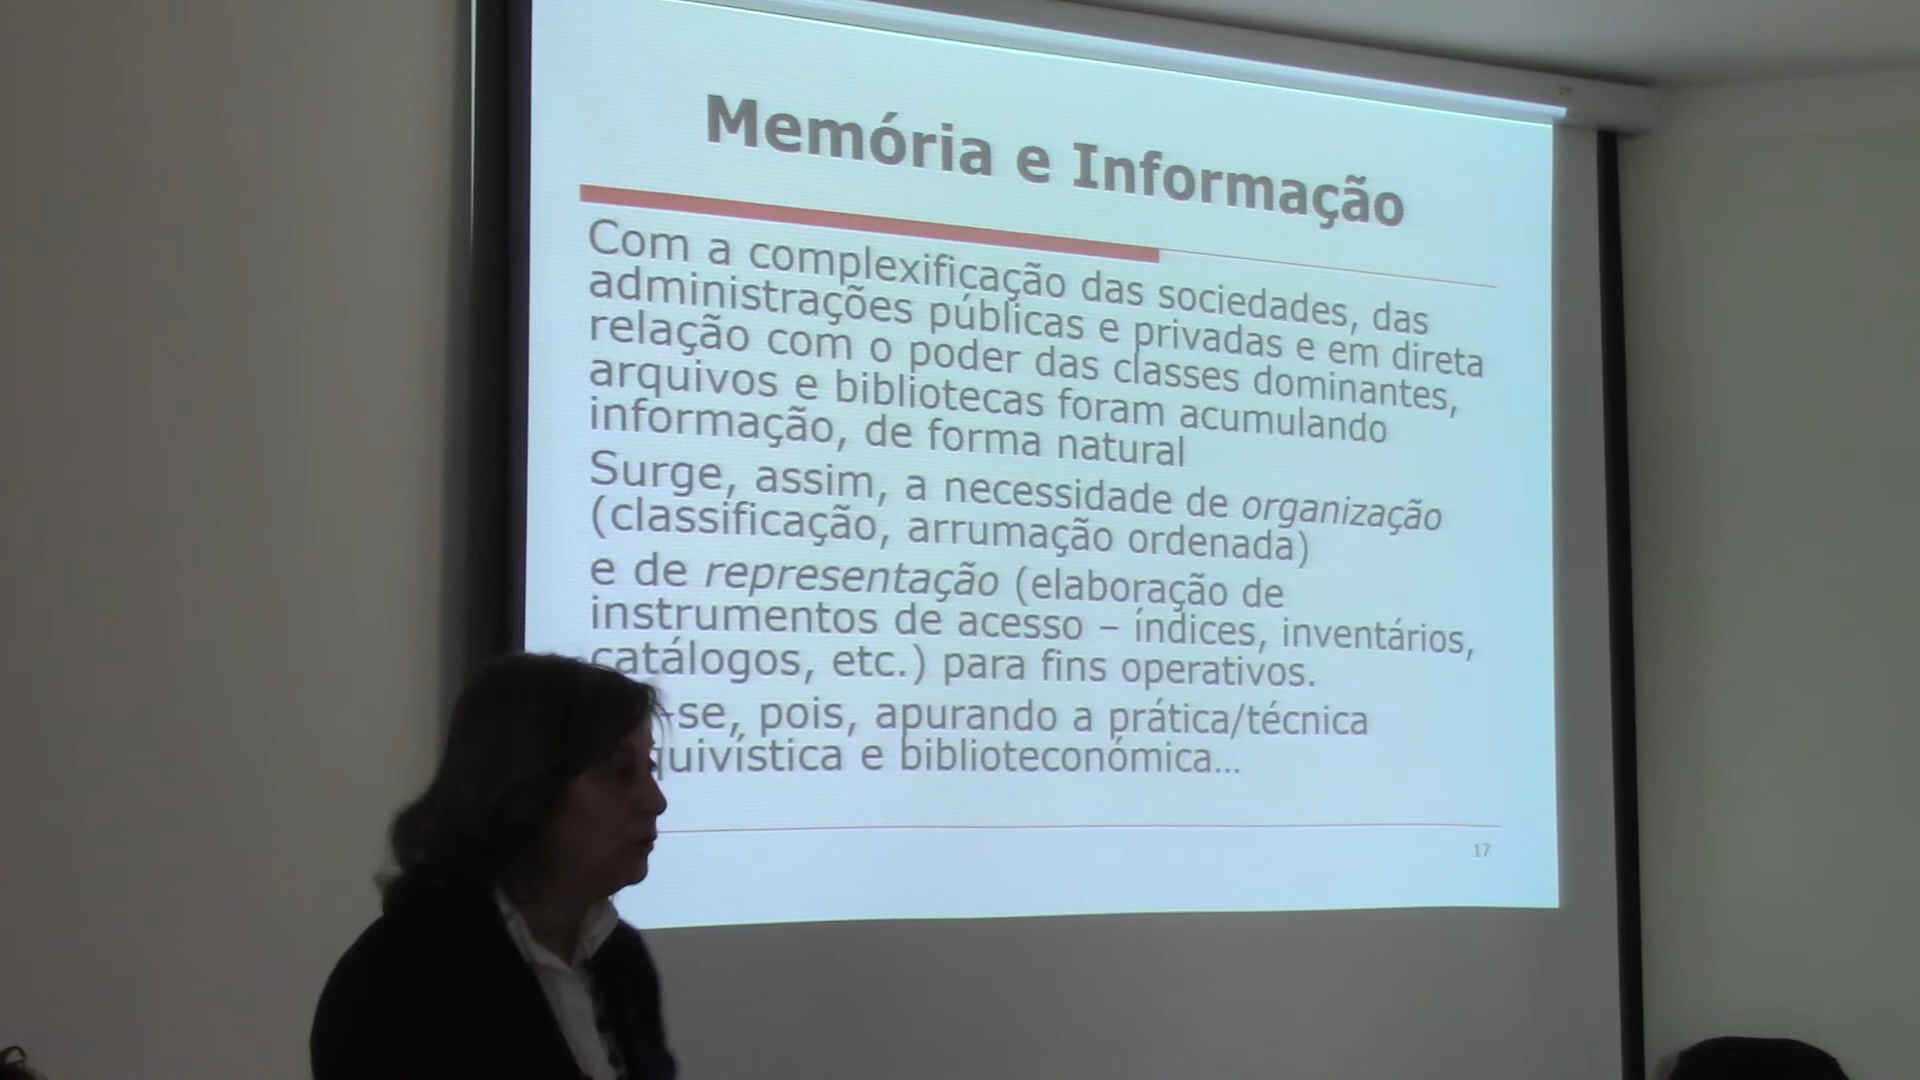 Memória e Informação
Com a complexificação das sociedades, das
administrações públicas e privadas e em direta
relação com o poder das classes dominantes,
arquivos e bibliotecas foram acumulando
informação, de forma natural
Surge, assim, a necessidade de organização
(classificação, arrumação ordenada)
e de representação (elaboração de
instrumentos de acesso – índices, inventários,
catálogos, etc.) para fins operativos.
-se, pois, apurando a prática/técnica
quivística e biblioteconómica...
17